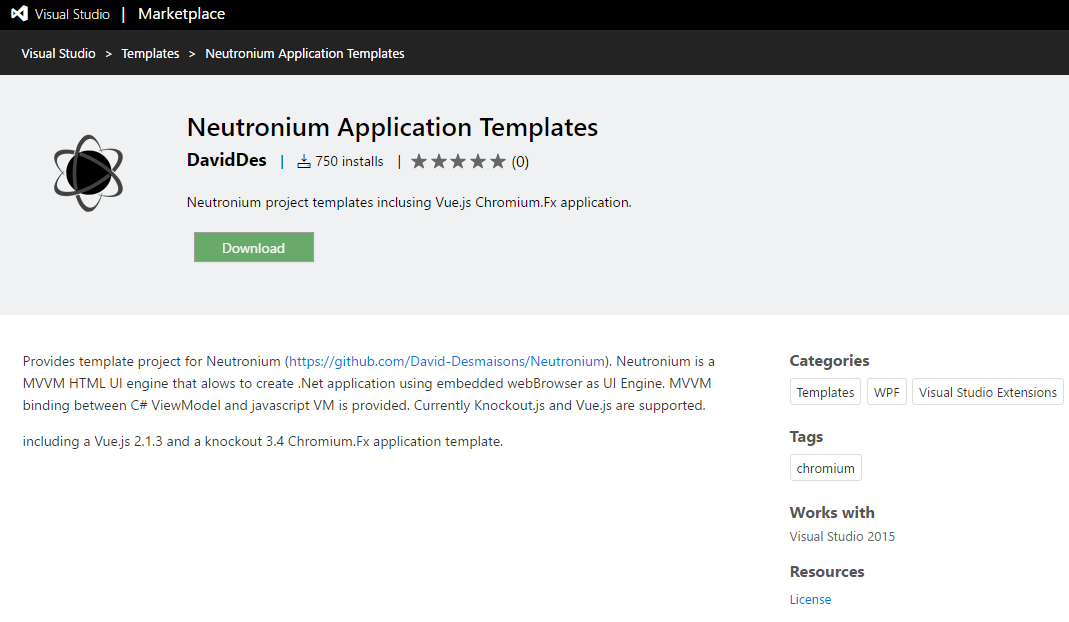 Visual Studio | Marketplace
Visual Studio > Templates > Neutronium Application Templates
Neutronium Application Templates
DavidDes | 750 installs | (0)
Neutronium project templates inclusing Vue.js Chromium.Fx application.
Download
Provides template project for Neutronium (https://github.com/David-Desmaisons/Neutronium). Neutronium is a
MVVM HTML UI engine that alows to create .Net application using embedded webBrowser as UI Engine. MVVM
binding between C# ViewModel and javascript VM is provided. Currently Knockout.js and Vue.js are supported.
including a Vue.js 2.1.3 and a knockout 3.4 Chromium.Fx application template.
Categories
Templates WPF Visual Studio Extensions
Tags
chromium
Works with
Visual Studio 2015
Resources
License